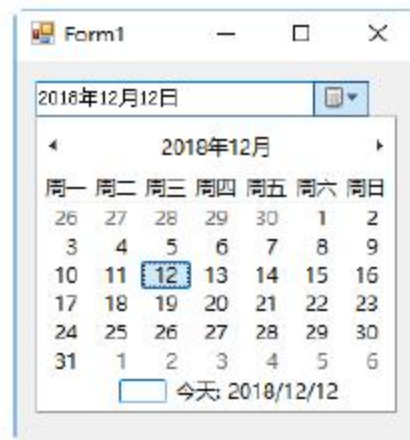 Form1
2018年12月12日
2018年12月
周一 周二 周三 周四 周五 周六 周日
26 27 28 29 30 1 2
3 4 5 6 7 8 9
10 11 12 13 14 15 16
17 18 19 20 21 22 23
24 25 26 27 28 29 30
31 1 2 3 4 5 6
今天: 2018/12/12